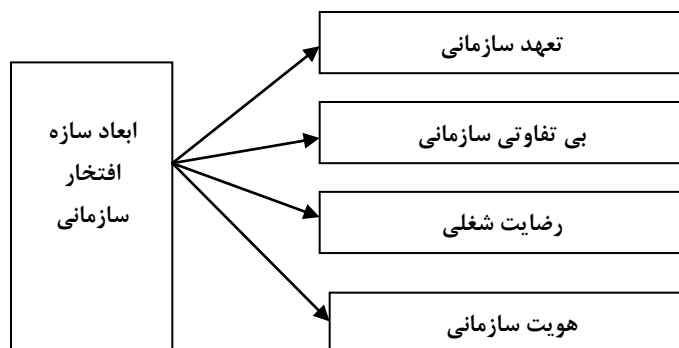 تعهد سازمانی
بی تفاوتی سازمانی
ابعاد سازه
افتخار
سازمانی
رضایت شغلی
هویت سازمانی